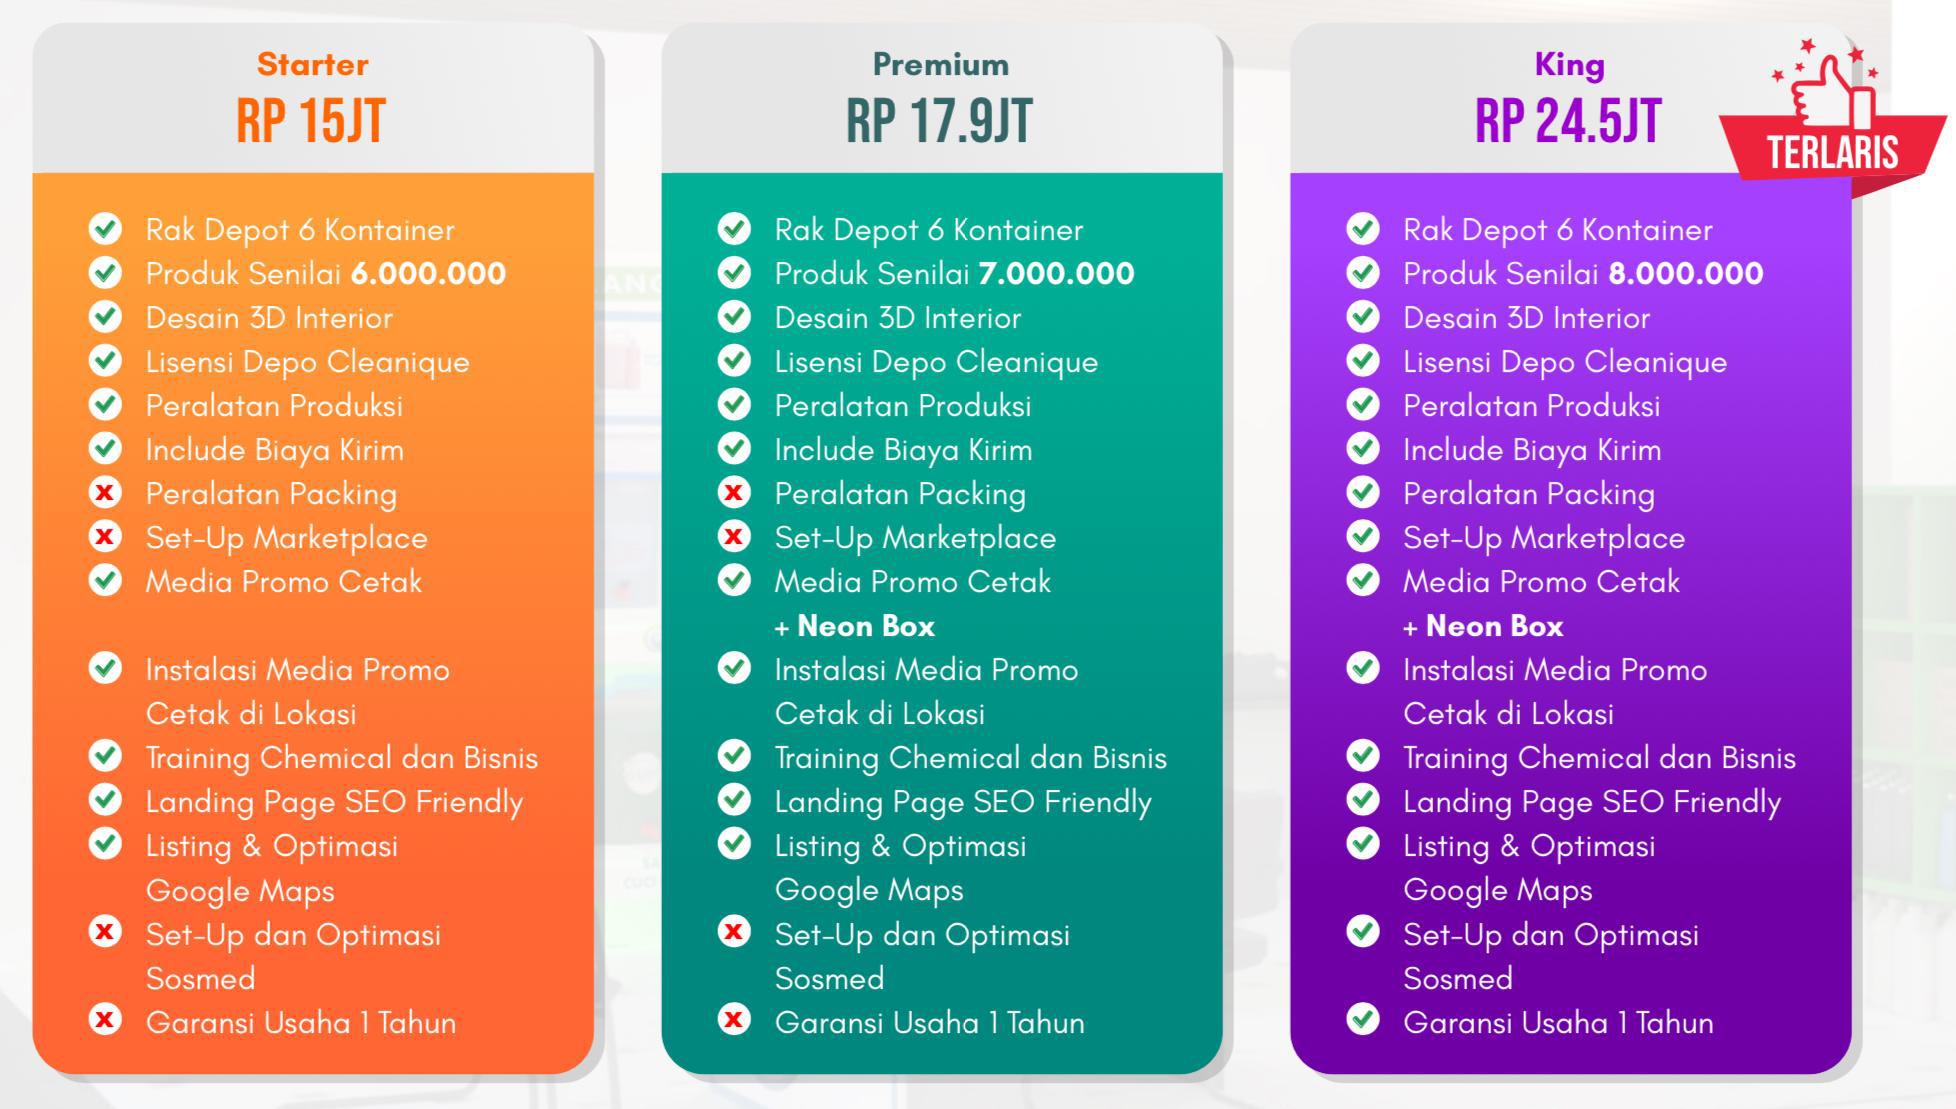 Starter
RP 15JT
Rak Depot 6 Kontainer
Produk Senilai 6.000.000
Desain 3D Interior
Lisensi Depo Cleanique
Peralatan Produksi
Include Biaya Kirim
Peralatan Packing
Set-Up Marketplace
Media Promo Cetak
Instalasi Media Promo
Cetak di Lokasi
Training Chemical dan Bisnis
Landing Page SEO Friendly
Listing & Optimasi
Google Maps
Set-Up dan Optimasi
Sosmed
Garansi Usaha 1 Tahun
Premium
RP 17.9JT
Rak Depot 6 Kontainer
Produk Senilai 7.000.000
Desain 3D Interior
Lisensi Depo Cleanique
Peralatan Produksi
Include Biaya Kirim
Peralatan Packing
Set-Up Marketplace
Media Promo Cetak
+ Neon Box
Instalasi Media Promo
Cetak di Lokasi
Training Chemical dan Bisnis
Landing Page SEO Friendly
Listing & Optimasi
Google Maps
Set-Up dan Optimasi
Sosmed
Garansi Usaha 1 Tahun
King
RP 24.5JT
TERLARIS
Rak Depot 6 Kontainer
Produk Senilai 8.000.000
Desain 3D Interior
Lisensi Depo Cleanique
Peralatan Produksi
Include Biaya Kirim
Peralatan Packing
Set-Up Marketplace
Media Promo Cetak
+ Neon Box
Instalasi Media Promo
Cetak di Lokasi
Training Chemical dan Bisnis
Landing Page SEO Friendly
Listing & Optimasi
Google Maps
Set-Up dan Optimasi
Sosmed
Garansi Usaha 1 Tahun